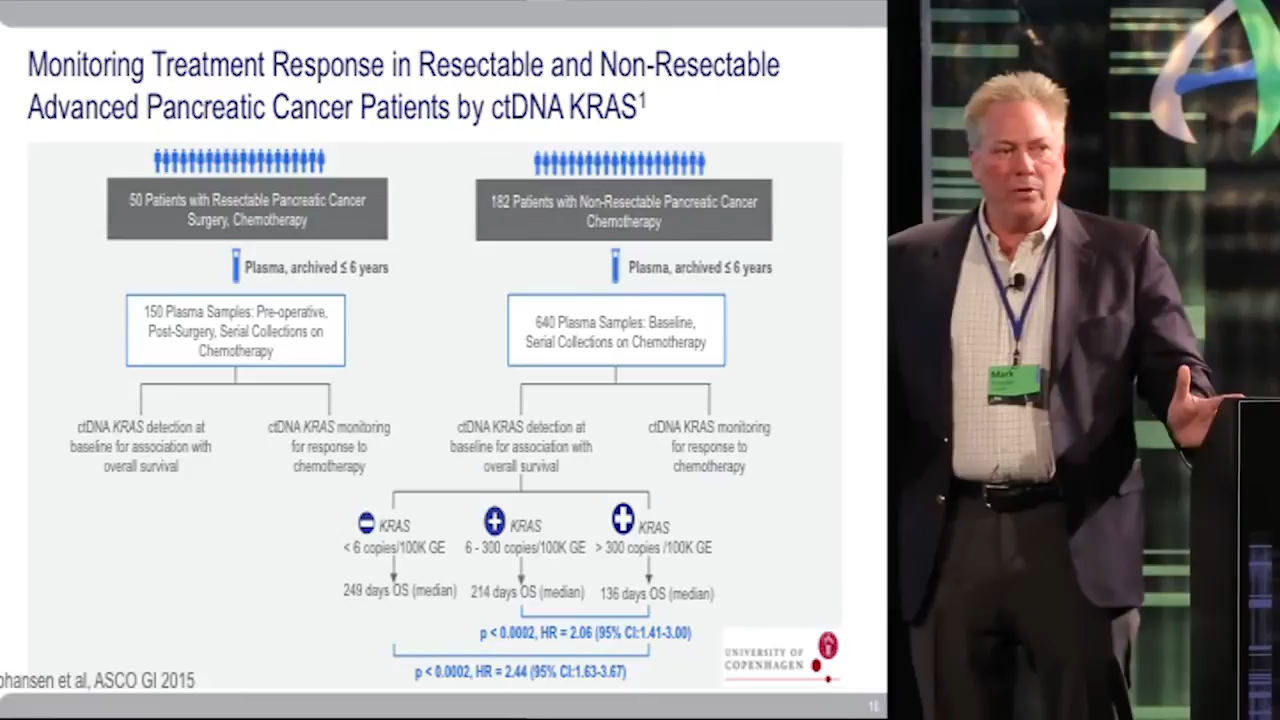 Monitoring Treatment Response in Resectable and Non-Resectable
Advanced Pancreatic Cancer Patients by ctDNA KRAS¹
50 Patients with Resectable Pancreatic Cancer
Surgery, Chemotherapy
182 Patients with Non-Resectable Pancreatic Cancer
Chemotherapy
Plasma, archived ≤ 6 years
Plasma, archived ≤ 6 years
150 Plasma Samples: Pre-operative,
Post-Surgery, Serial Collections on
Chemotherapy
640 Plasma Samples: Baseline,
Serial Collections on Chemotherapy
ctDNA KRAS detection at
baseline for association with
overall survival
ctDNA KRAS monitoring
for response to
chemotherapy
ctDNA KRAS detection at
baseline for association with
overall survival
ctDNA KRAS monitoring
for response to
chemotherapy
KRAS
< 6 copies/100K GE
KRAS
6 - 300 copies/100K GE
KRAS
> 300 copies /100K GE
249 days OS (median)
214 days OS (median)
136 days OS (median)
p < 0.0002, HR = 2.06 (95% CI:1.41-3.00)
p < 0.0002, HR = 2.44 (95% CI:1.63-3.67)
UNIVERSITY OF
COPENHAGEN
ohansen et al, ASCO GI 2015
16
Mark